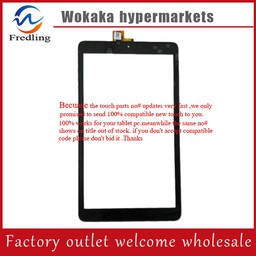 Wokaka hypermarkets
Fredling
Because the touch parts no# updates very fast ,we only
promised to send 100% compatible new touch to you.
100% works for your tablet pc.meanwhile the same no#
shows on title out of stock. if you don't accept compatible
code please don't bid it .Thanks
Factory outlet welcome wholesale